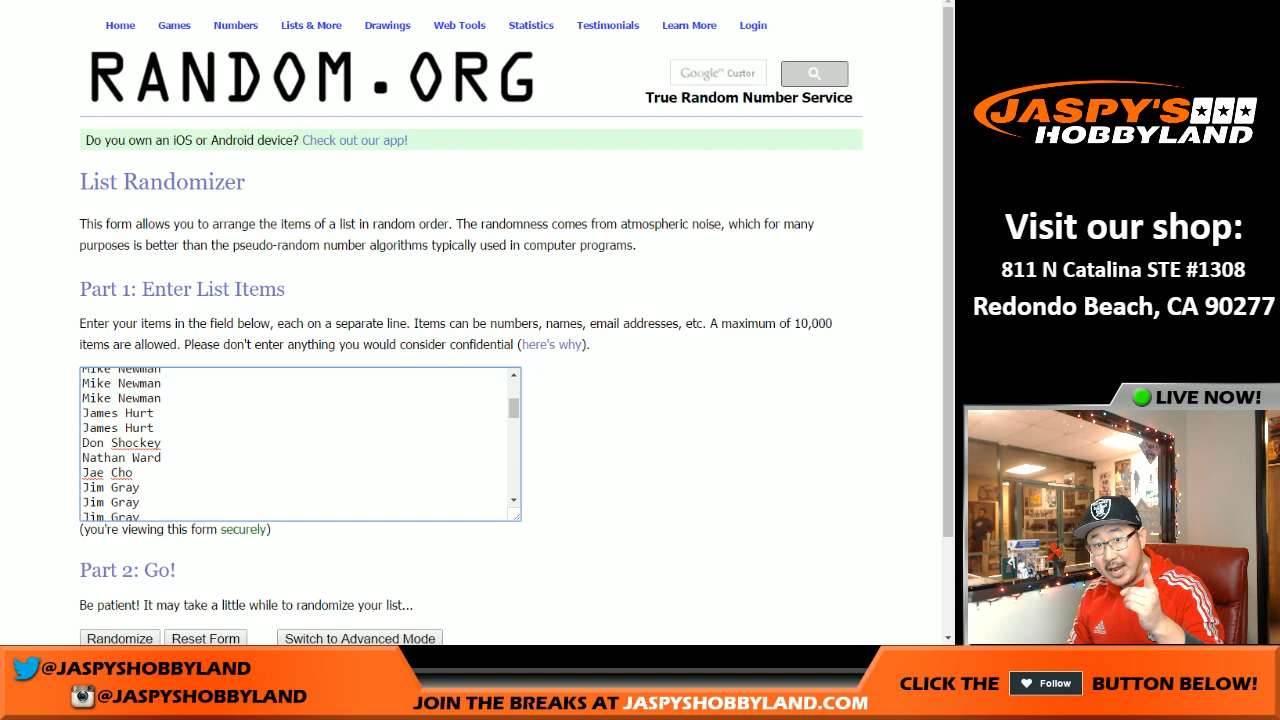 Home Games Numbers Lists & More Drawings Web Tools Statistics Testimonials Learn More Login
RANDOM.ORG
Google™ Custor
True Random Number Service
Do you own an iOS or Android device? Check out our app!
List Randomizer
This form allows you to arrange the items of a list in random order. The randomness comes from atmospheric noise, which for many
purposes is better than the pseudo-random number algorithms typically used in computer programs.
Part 1: Enter List Items
Enter your items in the field below, each on a separate line. Items can be numbers, names, email addresses, etc. A maximum of 10,000
items are allowed. Please don't enter anything you would consider confidential (here's why).
Mike Newman
Mike Newman
Mike Newman
James Hurt
James Hurt
Don Shockey
Nathan Ward
Jae Cho
Jim Gray
Jim Gray
Jim Gray
(you're viewing this form securely)
Part 2: Go!
Be patient! It may take a little while to randomize your list...
Randomize Reset Form Switch to Advanced Mode
JASPY'S
HOBBYLAND
Visit our shop:
811 N Catalina STE #1308
Redondo Beach, CA 90277
LIVE NOW!
@JASPYSHOBBYLAND
@JASPYSHOBBYLAND
JOIN THE BREAKS AT JASPYSHOBBYLAND.COM
CLICK THE Follow BUTTON BELOW!